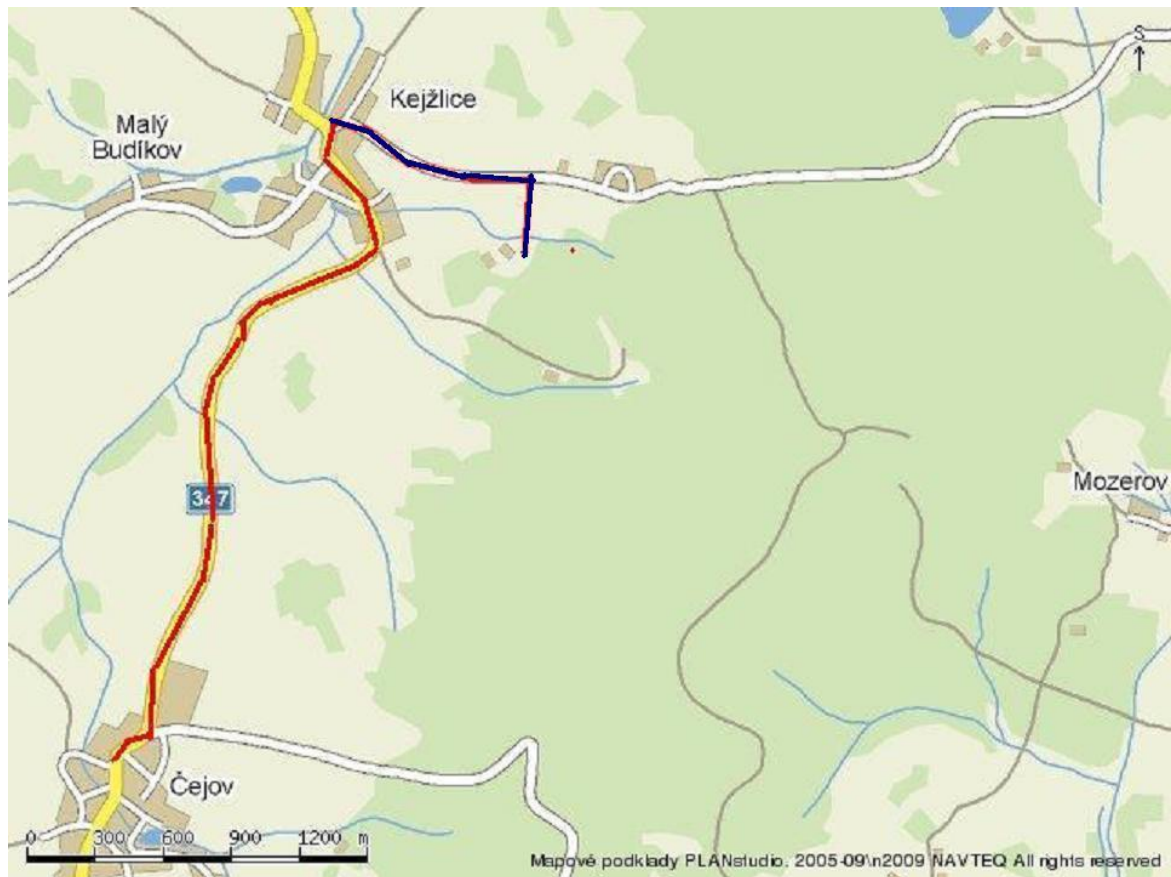 S
Kejžlice
Malý
Budíkov
347
Mozerov
Čejov
0 300 600 900 1200 m
Mapové podklady PLANstudio, 2005-09\n2009 NAVTEQ All rights reserved